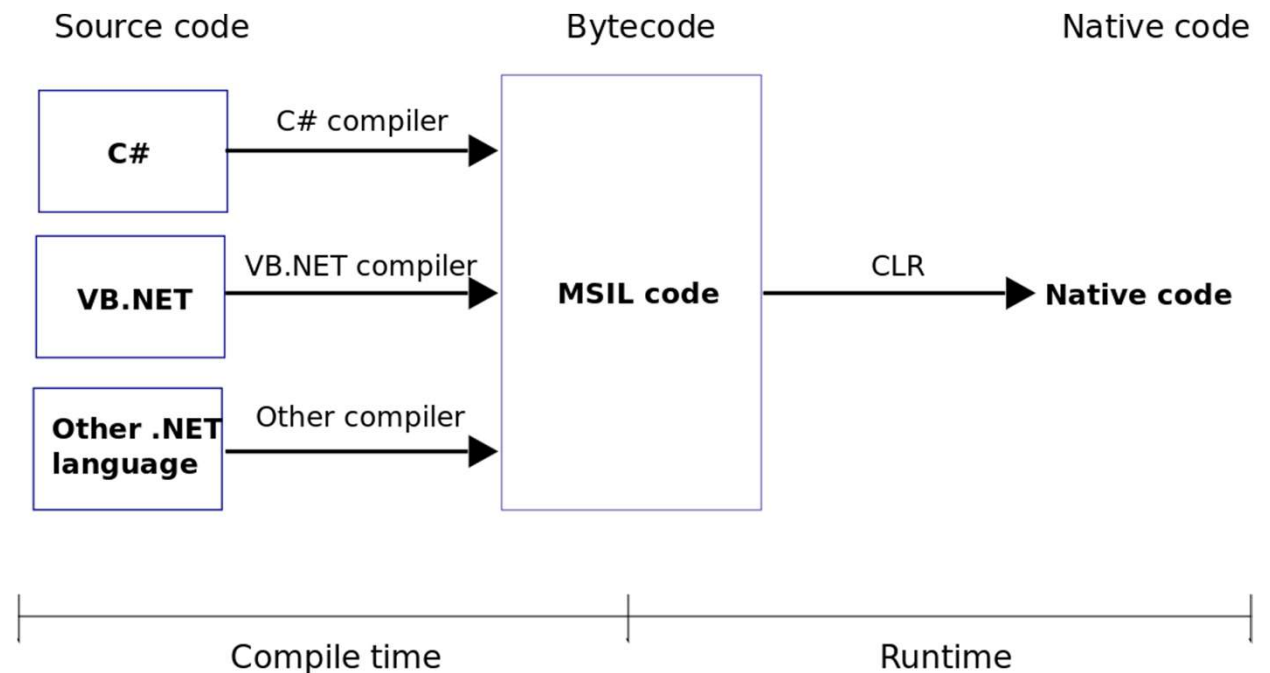 Source code
Bytecode
Native code
C#
C# compiler
VB.NET
VB.NET compiler
Other .NET
language
Other compiler
MSIL code
CLR
Native code
Compile time
Runtime